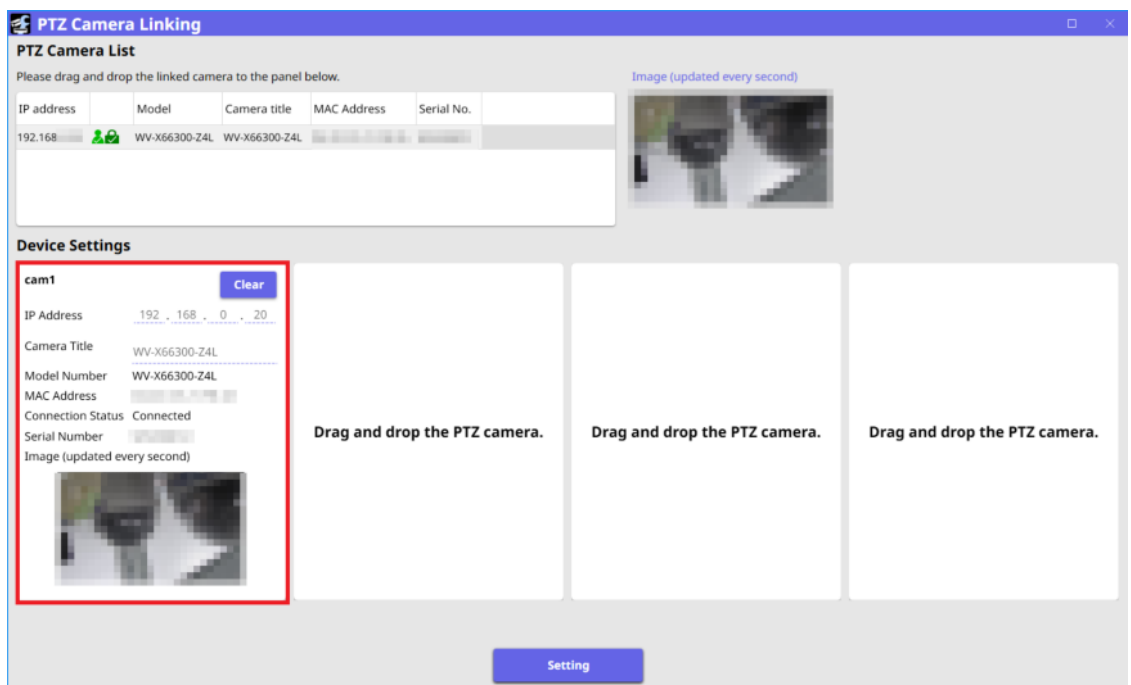 PTZ Camera Linking
PTZ Camera List
Please drag and drop the linked camera to the panel below.
Image (updated every second)
IP address Model Camera title MAC Address Serial No.
192.168 WV-X66300-Z4L WV-X66300-Z4L
Device Settings
cam1 Clear
IP Address 192 . 168 . 0 . 20
Camera Title WV-X66300-Z4L
Model Number WV-X66300-Z4L
MAC Address
Connection Status Connected
Serial Number
Image (updated every second)
Drag and drop the PTZ camera. Drag and drop the PTZ camera. Drag and drop the PTZ camera.
Setting